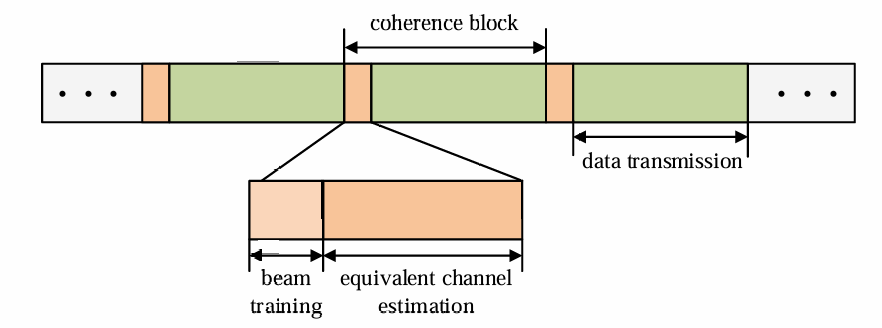 coherence block
• • •
• • •
data transmission
beam
training
equivalent channel
estimation